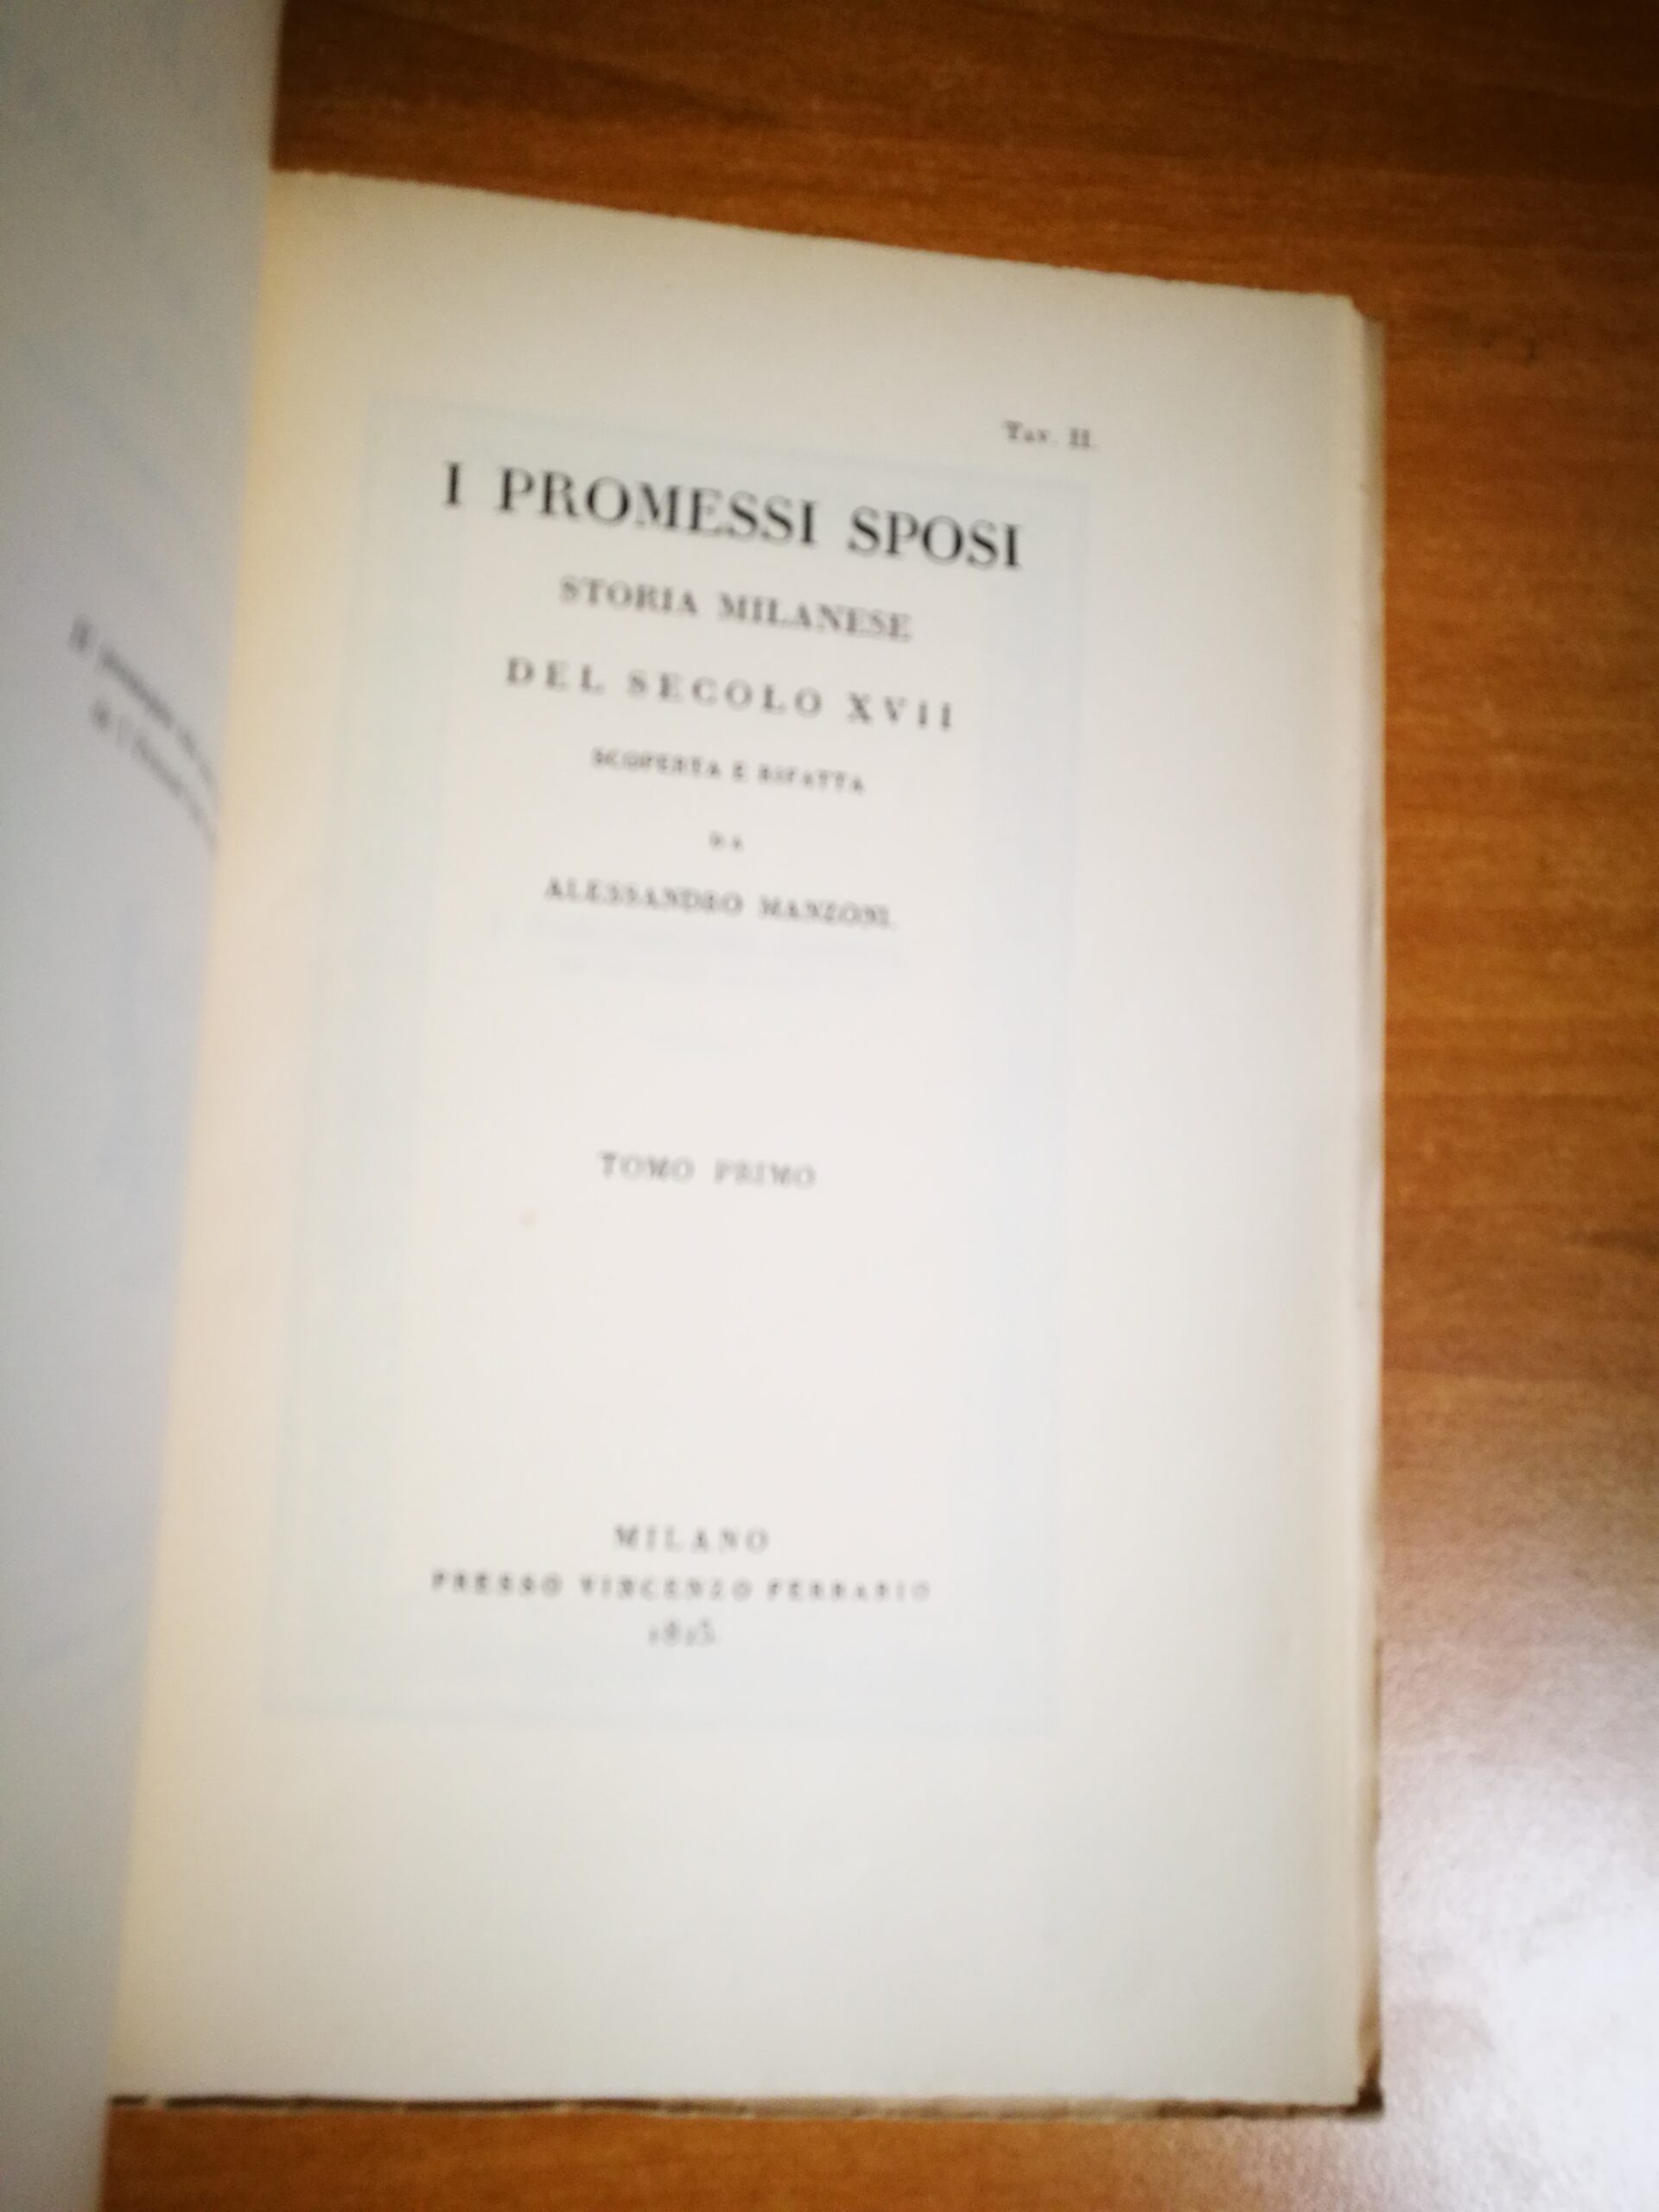 Tav. II.
I PROMESSI SPOSI
STORIA MILANESE
DEL SECOLO XVII
SCOPERTA E RIFATTA
DA
ALESSANDRO MANZONI.
TOMO PRIMO
MILANO
PRESSO VINCENZO FERRARIO
1825